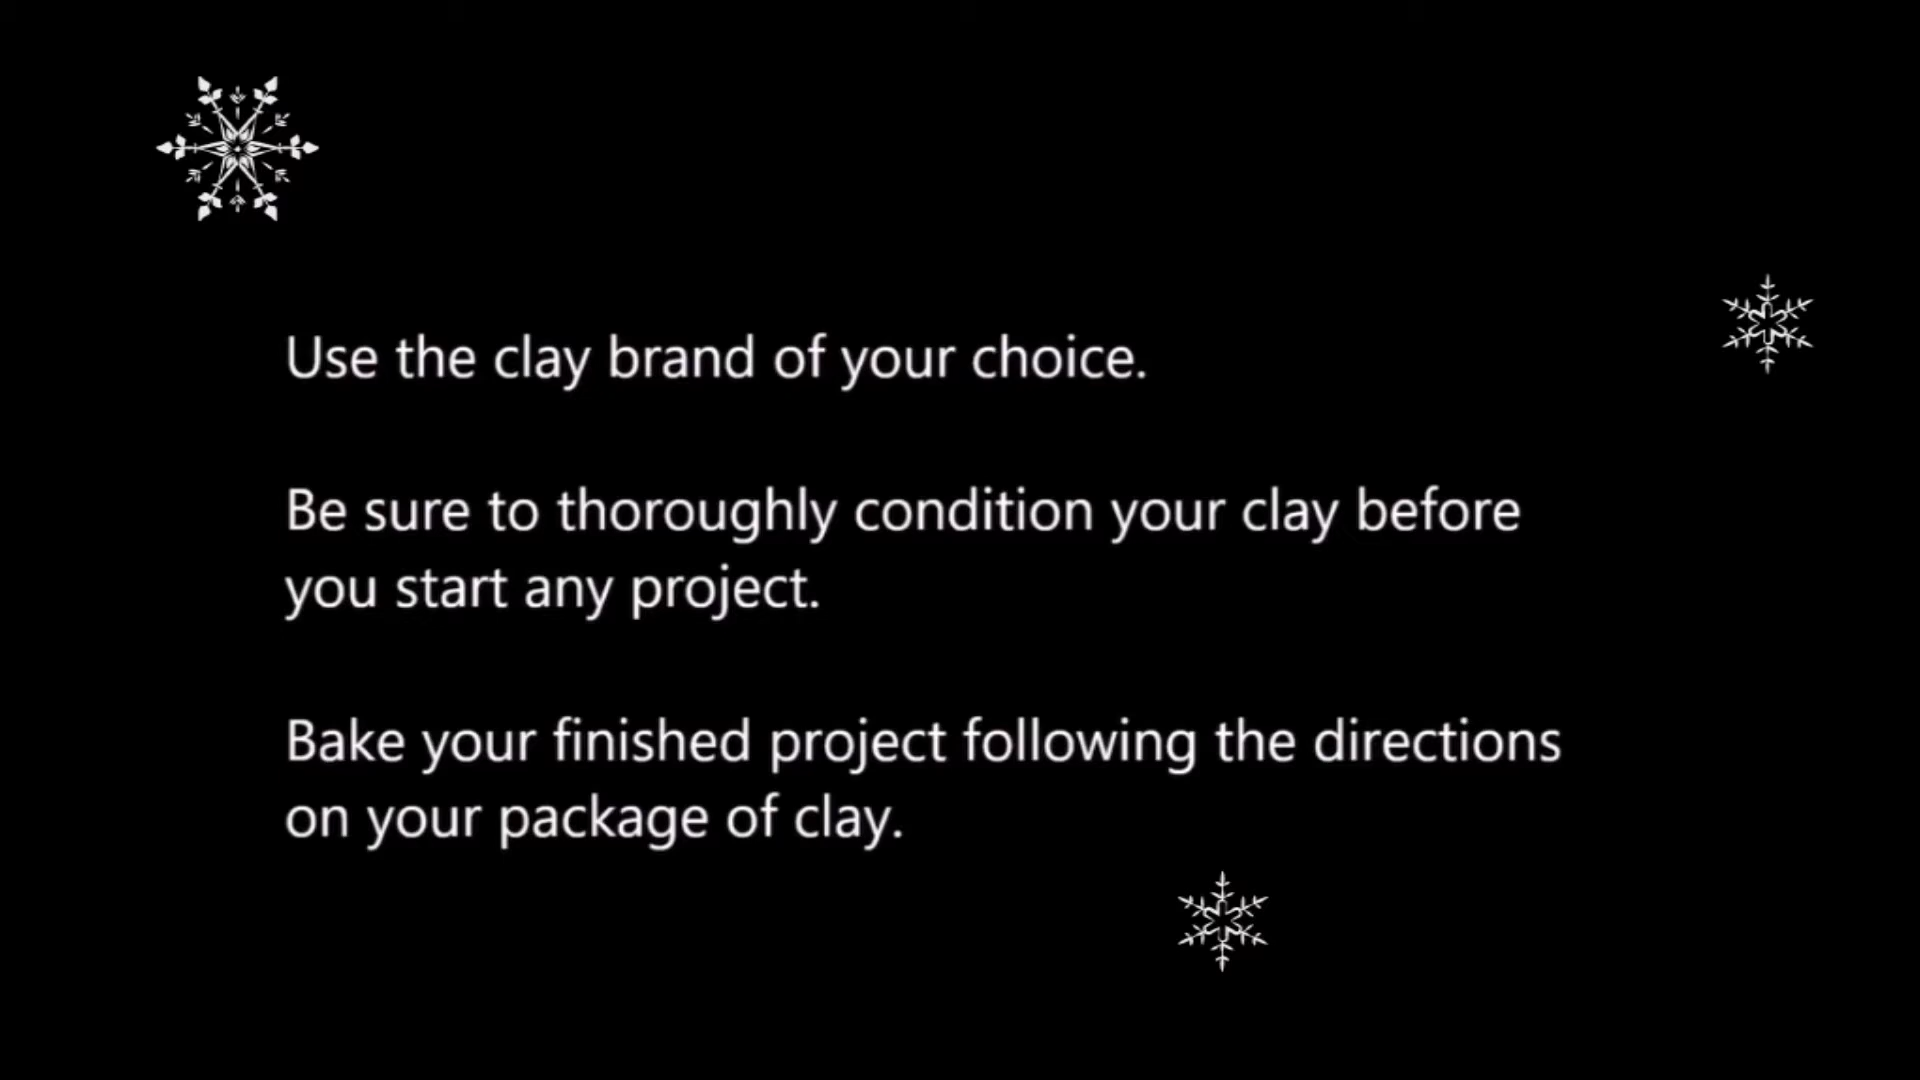 Use the clay brand of your choice.
Be sure to thoroughly condition your clay before
you start any project.
Bake your finished project following the directions
on your package of clay.